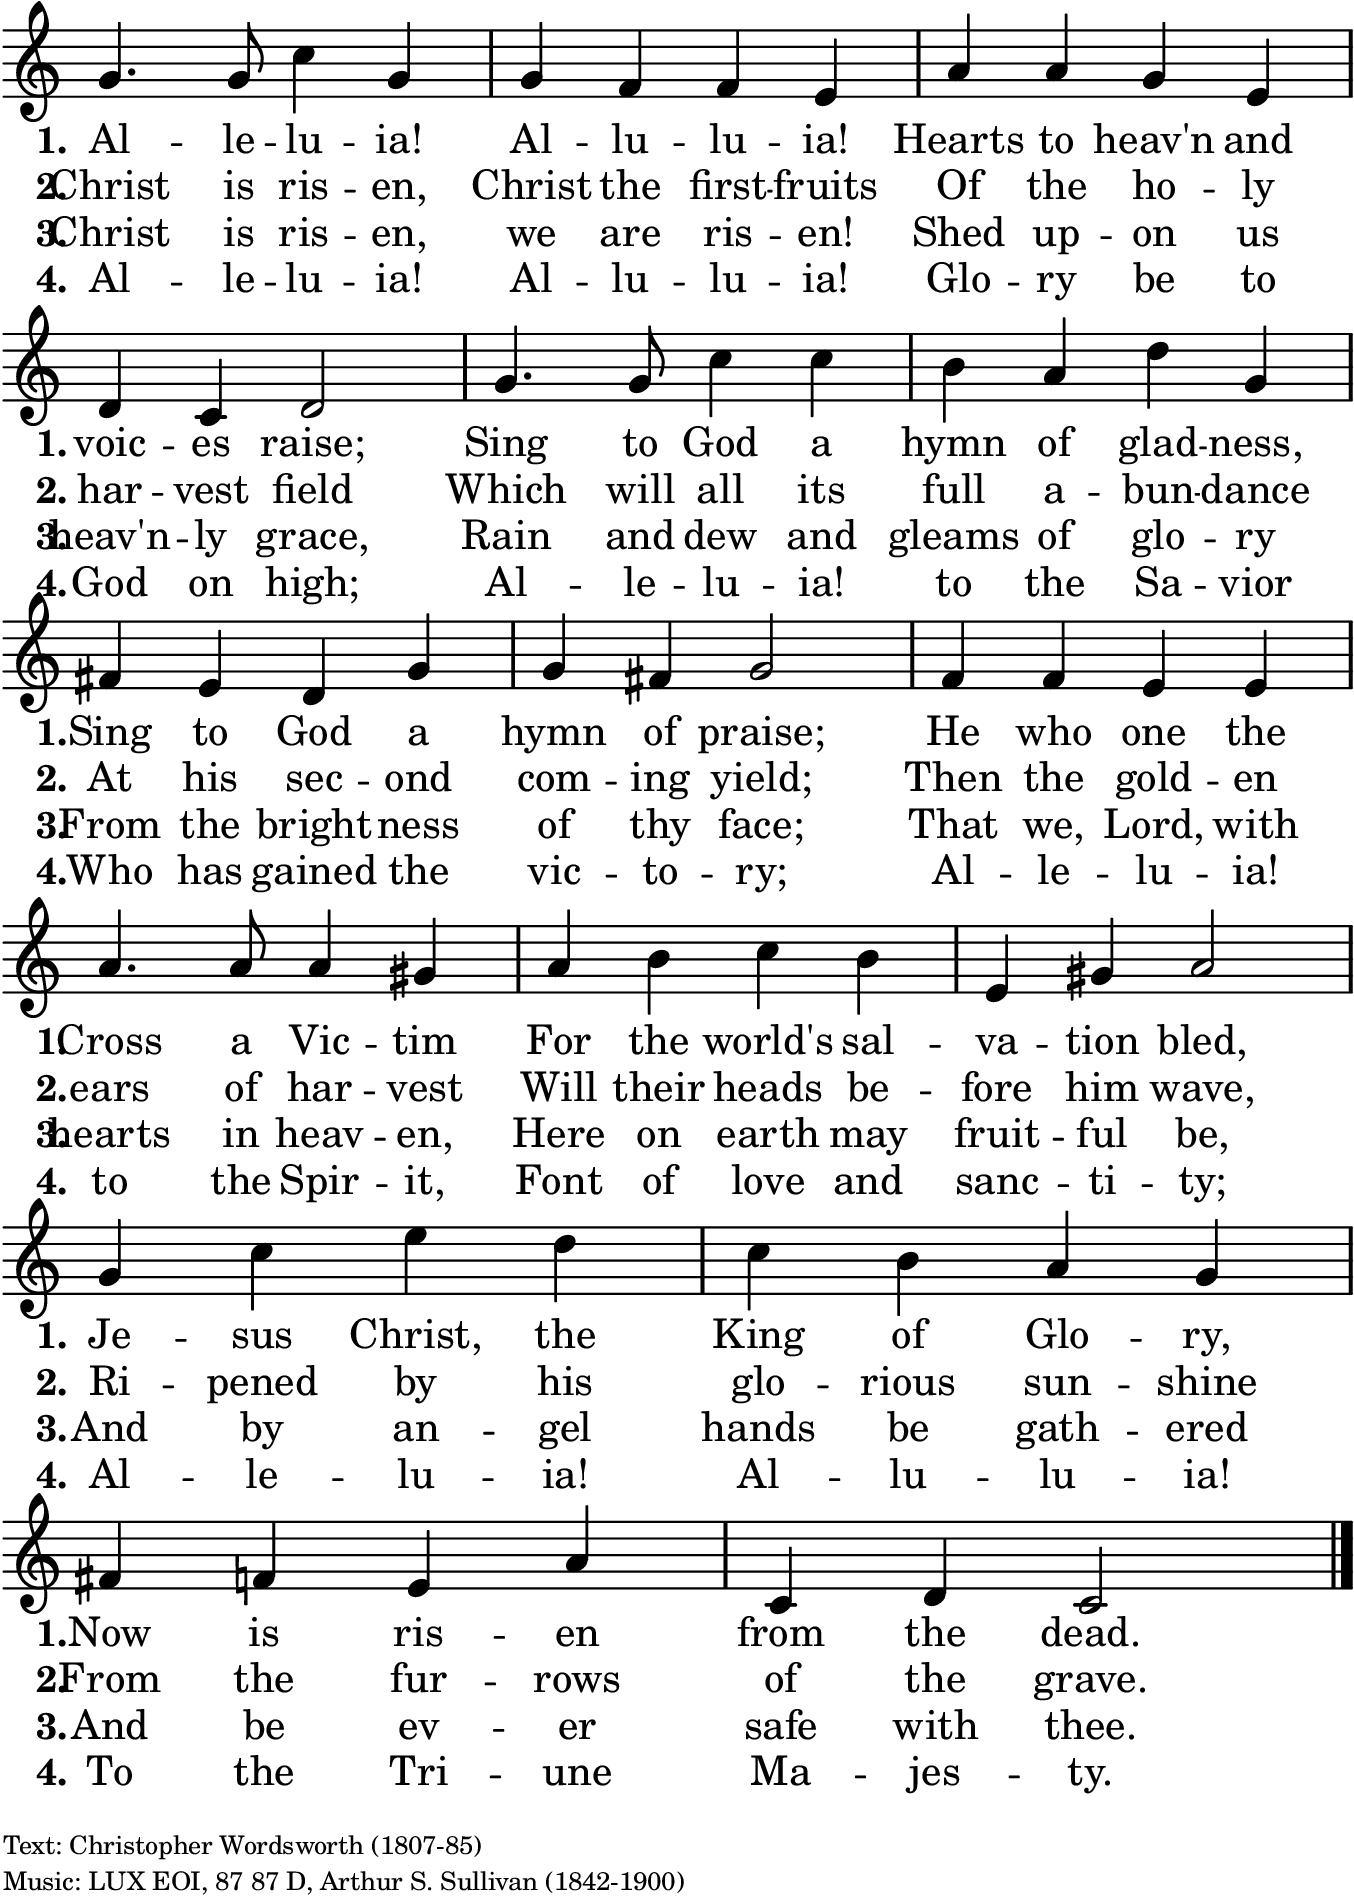 1. Al -- le -- lu -- ia! Al -- lu -- lu -- ia! Hearts to heav'n and
2. Christ is ris -- en, Christ the first -- fruits Of the ho -- ly
3. Christ is ris -- en, we are ris -- en! Shed up -- on us
4. Al -- le -- lu -- ia! Al -- lu -- lu -- ia! Glo -- ry be to
1. voic -- es raise; Sing to God a hymn of glad -- ness,
2. har -- vest field Which will all its full a -- bun -- dance
3. heav'n -- ly grace, Rain and dew and gleams of glo -- ry
4. God on high; Al -- le -- lu -- ia! to the Sa -- vior
1. Sing to God a hymn of praise; He who one the
2. At his sec -- ond com -- ing yield; Then the gold -- en
3. From the bright -- ness of thy face; That we, Lord, with
4. Who has gained the vic -- to -- ry; Al -- le -- lu -- ia!
1. Cross a Vic -- tim For the world's sal -- va -- tion bled,
2. ears of har -- vest Will their heads be -- fore him wave,
3. hearts in heav -- en, Here on earth may fruit -- ful be,
4. to the Spir -- it, Font of love and sanc -- ti -- ty;
1. Je -- sus Christ, the King of Glo -- ry,
2. Ri -- pened by his glo -- rious sun -- shine
3. And by an -- gel hands be gath -- ered
4. Al -- le -- lu -- ia! Al -- lu -- lu -- ia!
1. Now is ris -- en from the dead.
2. From the fur -- rows of the grave.
3. And be ev -- er safe with thee.
4. To the Tri -- une Ma -- jes -- ty.
Text: Christopher Wordsworth (1807-85)
Music: LUX EOI, 87 87 D, Arthur S. Sullivan (1842-1900)